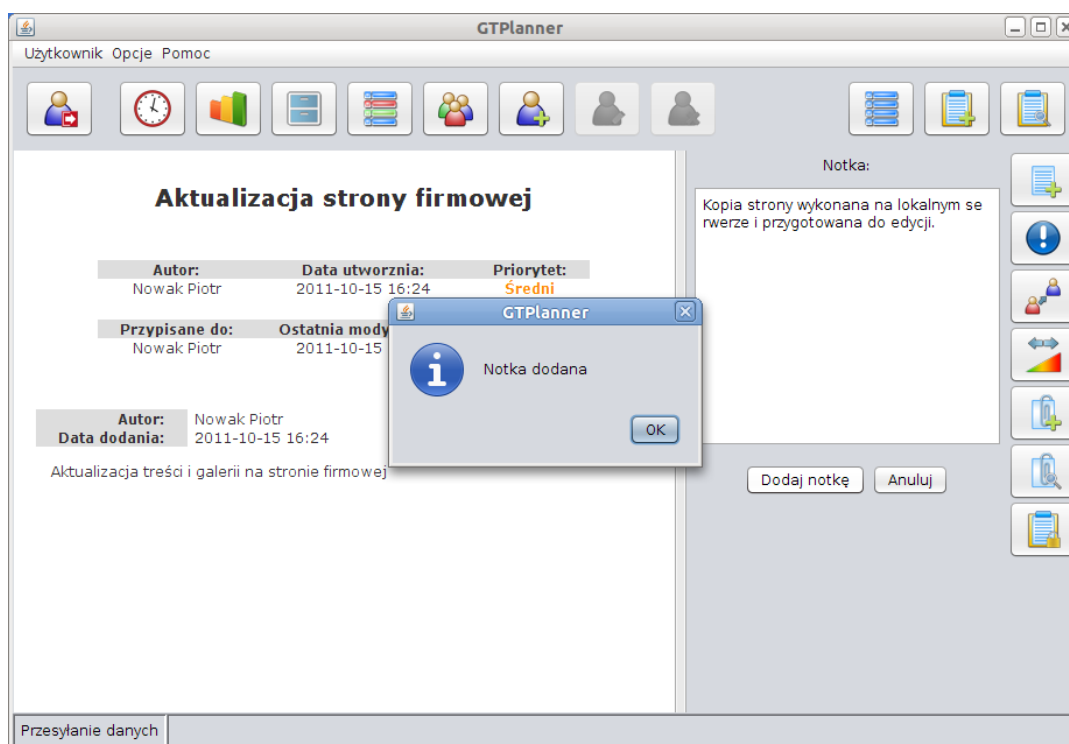 GTPlanner
Użytkownik Opcje Pomoc
Aktualizacja strony firmowej
Autor: Data utworznia: Priorytet:
Nowak Piotr 2011-10-15 16:24 Średni
Przypisane do: Ostatnia mody
Nowak Piotr 2011-10-15
Autor: Nowak Piotr
Data dodania: 2011-10-15 16:24
Aktualizacja treści i galerii na stronie firmowej
GTPlanner
Notka dodana
OK
Notka:
Kopia strony wykonana na lokalnym se
rwerze i przygotowana do edycji.
Dodaj notkę Anuluj
Przesyłanie danych